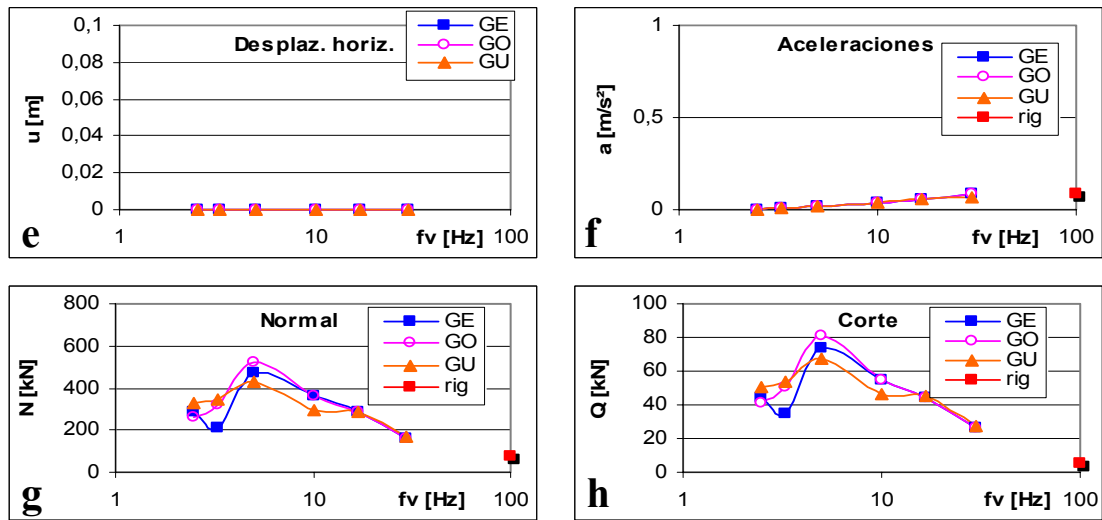 Desplaz. horiz.
GE
GO
GU
0,1
0,08
0,06
0,04
0,02
0
u [m]
1
10
100
fv [Hz]
e
Aceleraciones
GE
GO
GU
rig
1
0,5
0
a [m/s²]
1
10
100
fv [Hz]
f
Normal
GE
GO
GU
rig
800
600
400
200
0
N [kN]
1
10
100
fv [Hz]
g
Corte
GE
GO
GU
rig
100
80
60
40
20
0
Q [kN]
1
10
100
fv [Hz]
h